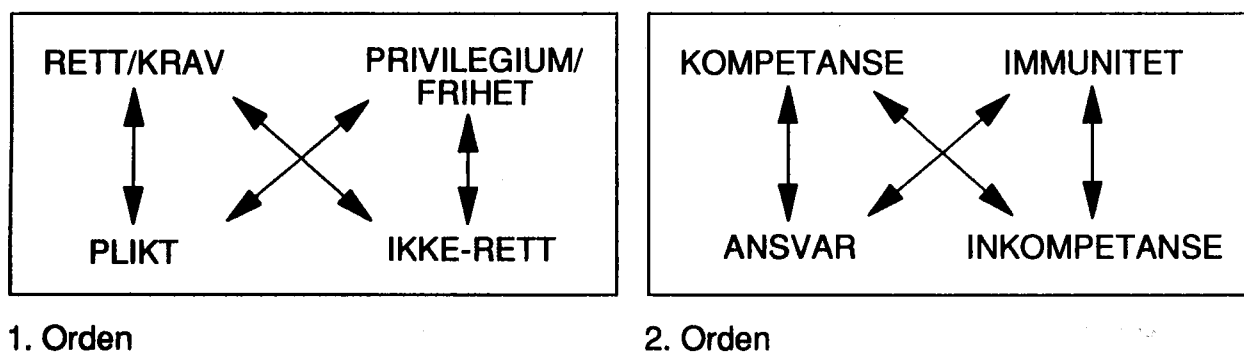 RETT/KRAV
PRIVILEGIUM/
FRIHET
PLIKT
IKKE-RETT
KOMPETANSE
IMMUNITET
ANSVAR
INKOMPETANSE
1. Orden
2. Orden